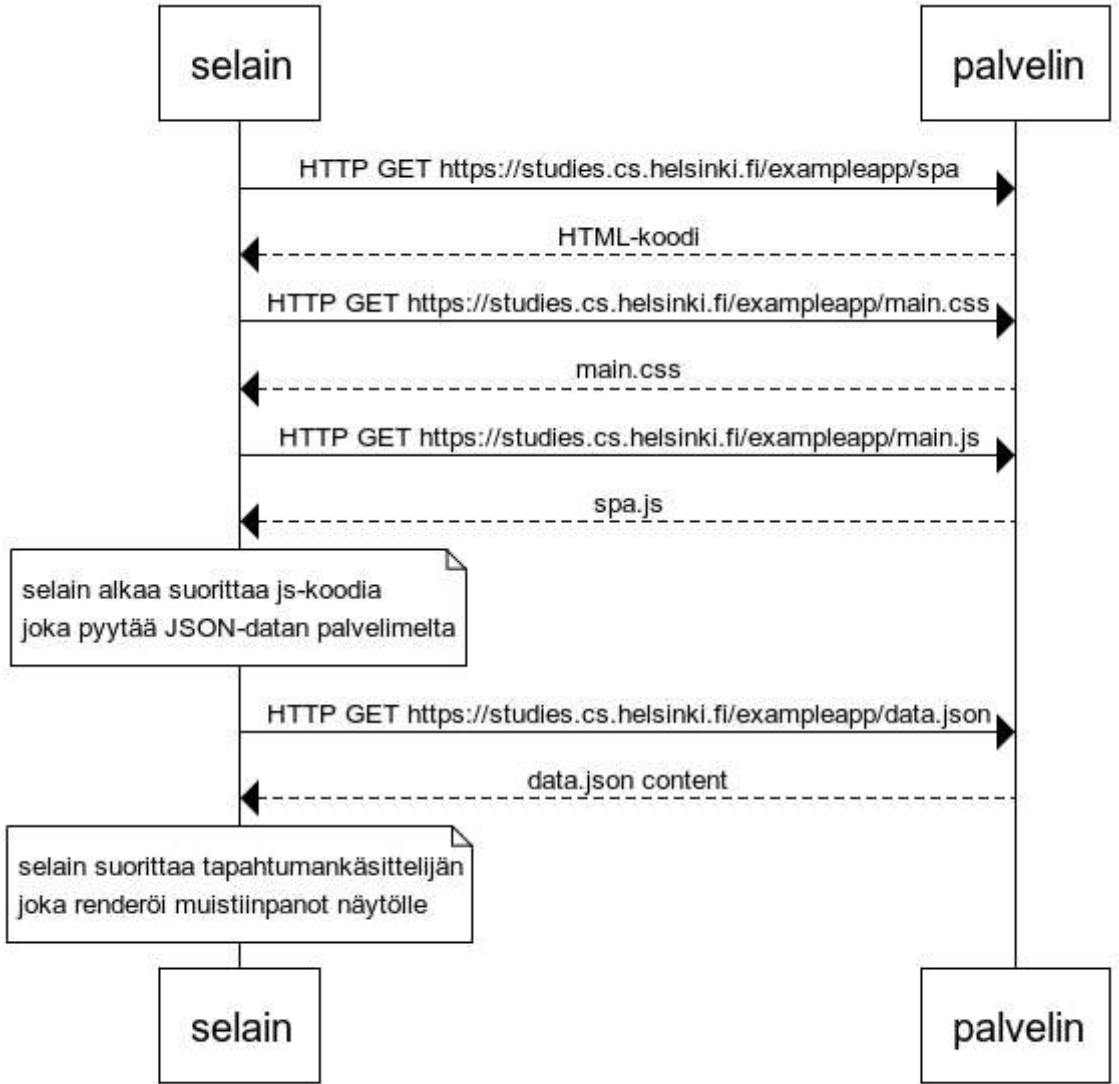 selain
palvelin
HTTP GET https://studies.cs.helsinki.fi/exampleapp/spa
HTML-koodi
HTTP GET https://studies.cs.helsinki.fi/exampleapp/main.css
main.css
HTTP GET https://studies.cs.helsinki.fi/exampleapp/main.js
spa.js
selain alkaa suorittaa js-koodia
joka pyytää JSON-datan palvelimelta
HTTP GET https://studies.cs.helsinki.fi/exampleapp/data.json
data.json content
selain suorittaa tapahtumankäsittelijän
joka renderöi muistiinpanot näytölle
selain
palvelin